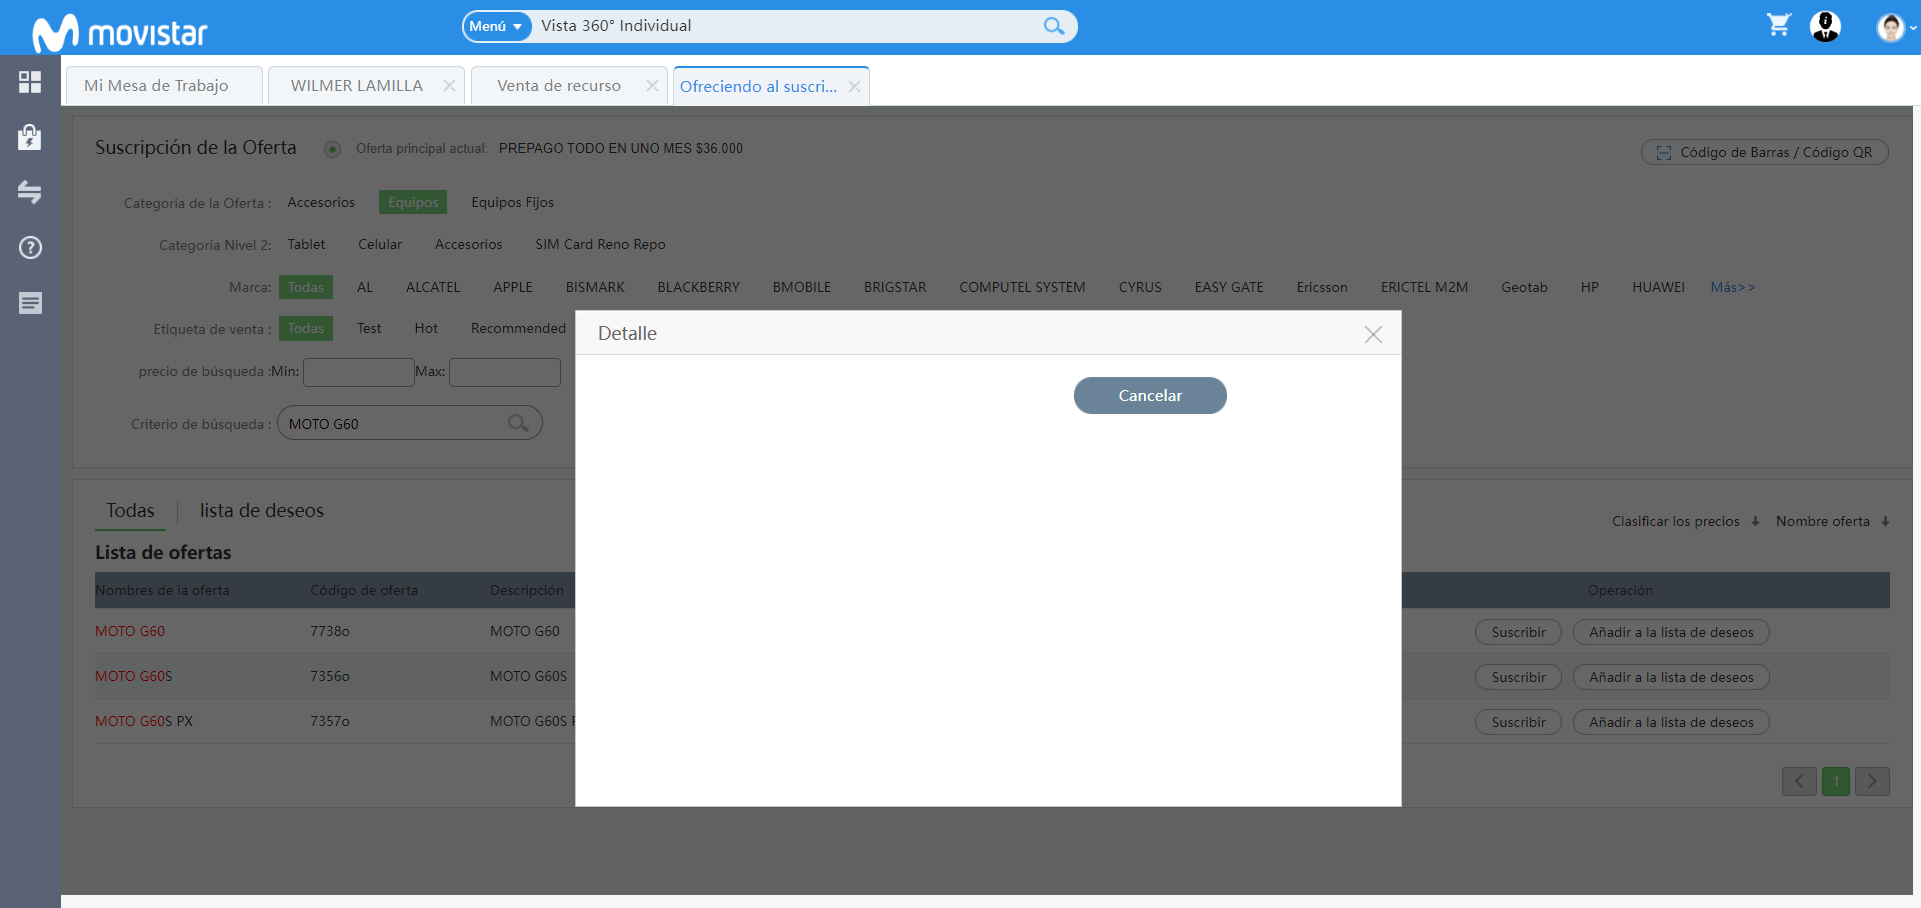 movistar
Menú
Vista 360° Individual
Mi Mesa de Trabajo
WILMER LAMILLA
Venta de recurso
Ofreciendo al suscri...
Suscripción de la Oferta
Oferta principal actual: PREPAGO TODO EN UNO MES $36.000
Código de Barras / Código QR
Categoría de la Oferta : Accesorios Equipos Equipos Fijos
Categoría Nivel 2: Tablet Celular Accesorios SIM Card Reno Repo
Marca: Todas AL ALCATEL APPLE BISMARK BLACKBERRY BMOBILE BRIGSTAR COMPUTEL SYSTEM CYRUS EASY GATE Ericsson ERICTEL M2M Geotab HP HUAWEI Más>>
Etiqueta de venta : Todas Test Hot Recommended
Detalle
precio de búsqueda :Min: Max:
Cancelar
Criterio de búsqueda : MOTO G60
Todas lista de deseos
Clasificar los precios Nombre oferta
Lista de ofertas
Nombres de la oferta Código de oferta Descripción Operación
MOTO G60 7738o MOTO G60 Suscribir Añadir a la lista de deseos
MOTO G60S 7356o MOTO G60S Suscribir Añadir a la lista de deseos
MOTO G60S PX 7357o MOTO G60S Suscribir Añadir a la lista de deseos
1